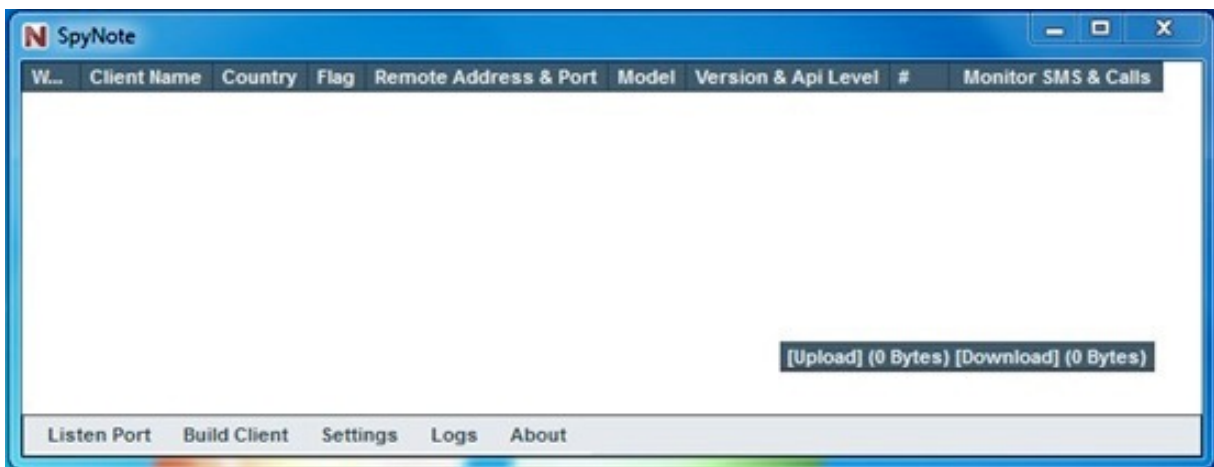 SpyNote
W... Client Name Country Flag Remote Address & Port Model Version & Api Level # Monitor SMS & Calls
[Upload] (0 Bytes) [Download] (0 Bytes)
Listen Port Build Client Settings Logs About